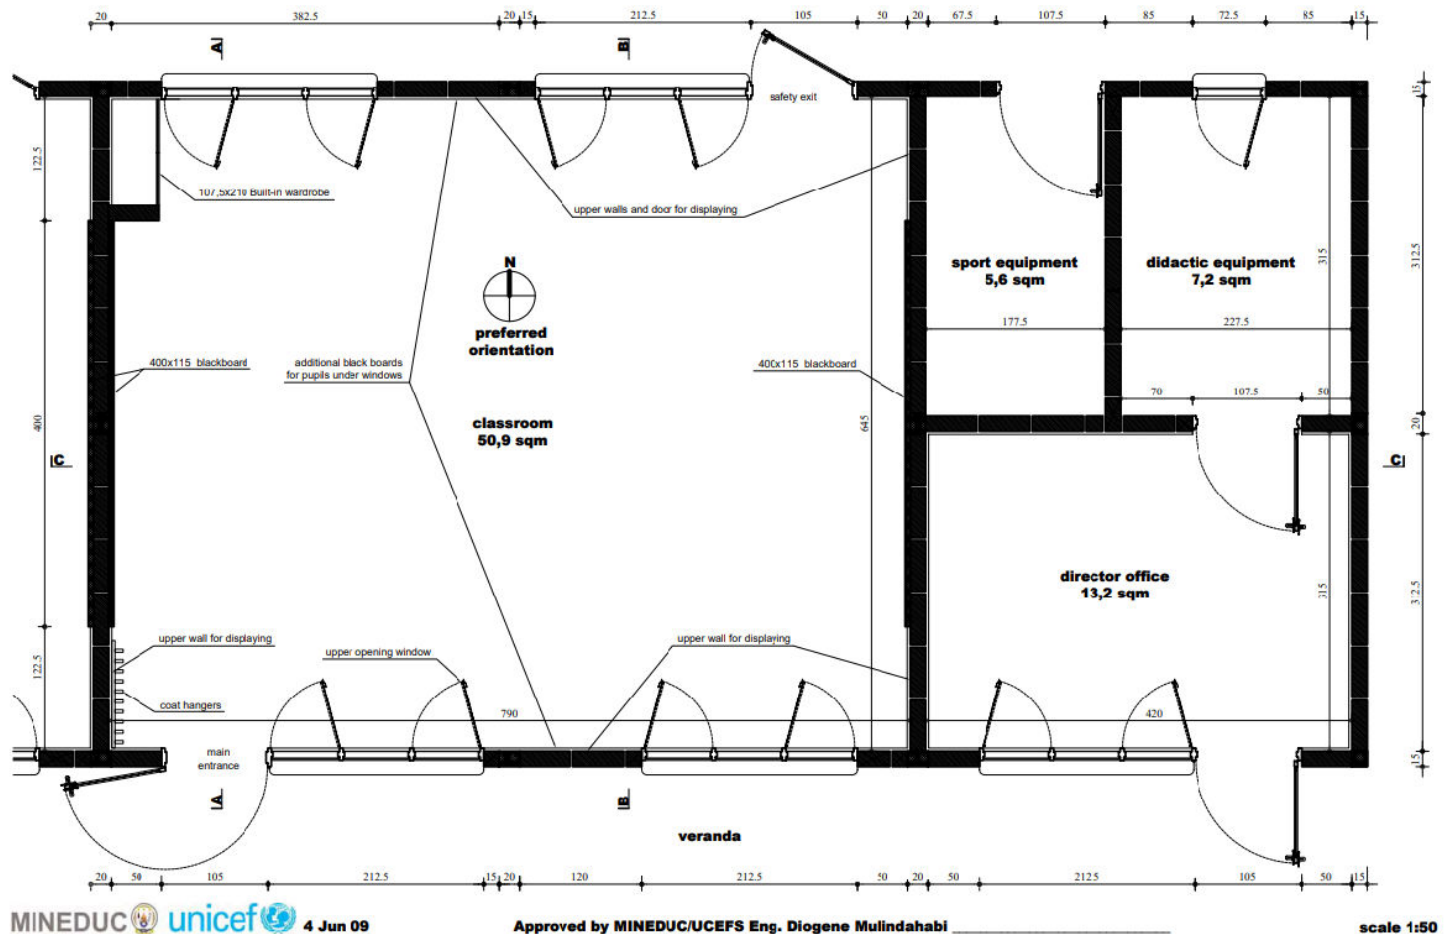 20 382.5 20 15 212.5 105 50 20 67.5 107.5 85 72.5 85 15
A B
safety exit
15
122.5
107,5x210 Built-in wardrobe
upper walls and door for displaying
N
preferred
orientation
sport equipment
5,6 sqm
didactic equipment
7,2 sqm
315
312.5
177.5 227.5
400x115 blackboard
additional black boards
for pupils under windows
400x115 blackboard
70 107.5 50
400
classroom
50,9 sqm
645
20
C C
director office
13,2 sqm
315
312.5
upper wall for displaying
upper opening window
upper wall for displaying
122.5
coat hangers
790 420
main
entrance
15
A B
veranda
20 50 105 212.5 15 20 120 212.5 50 20 50 212.5 105 50 15
MINEDUC unicef 4 Jun 09 Approved by MINEDUC/UCEFS Eng. Diogene Mulindahabi scale 1:50